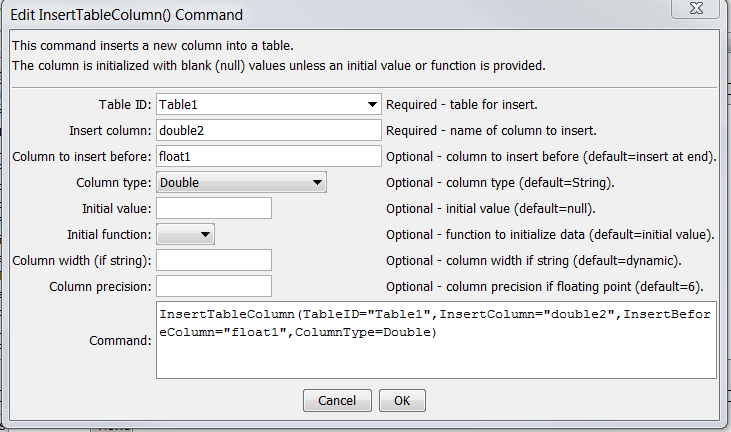 Edit InsertTableColumn() Command
This command inserts a new column into a table.
The column is initialized with blank (null) values unless an initial value or function is provided.
Table ID: Table1 Required - table for insert.
Insert column: double2 Required - name of column to insert.
Column to insert before: float1 Optional - column to insert before (default=insert at end).
Column type: Double Optional - column type (default=String).
Initial value: Optional - initial value (default=null).
Initial function: Optional - function to initialize data (default=initial value).
Column width (if string): Optional - column width if string (default=dynamic).
Column precision: Optional - column precision if floating point (default=6).
Command: InsertTableColumn(TableID="Table1",InsertColumn="double2",InsertBefor
eColumn="float1",ColumnType=Double)
Cancel OK